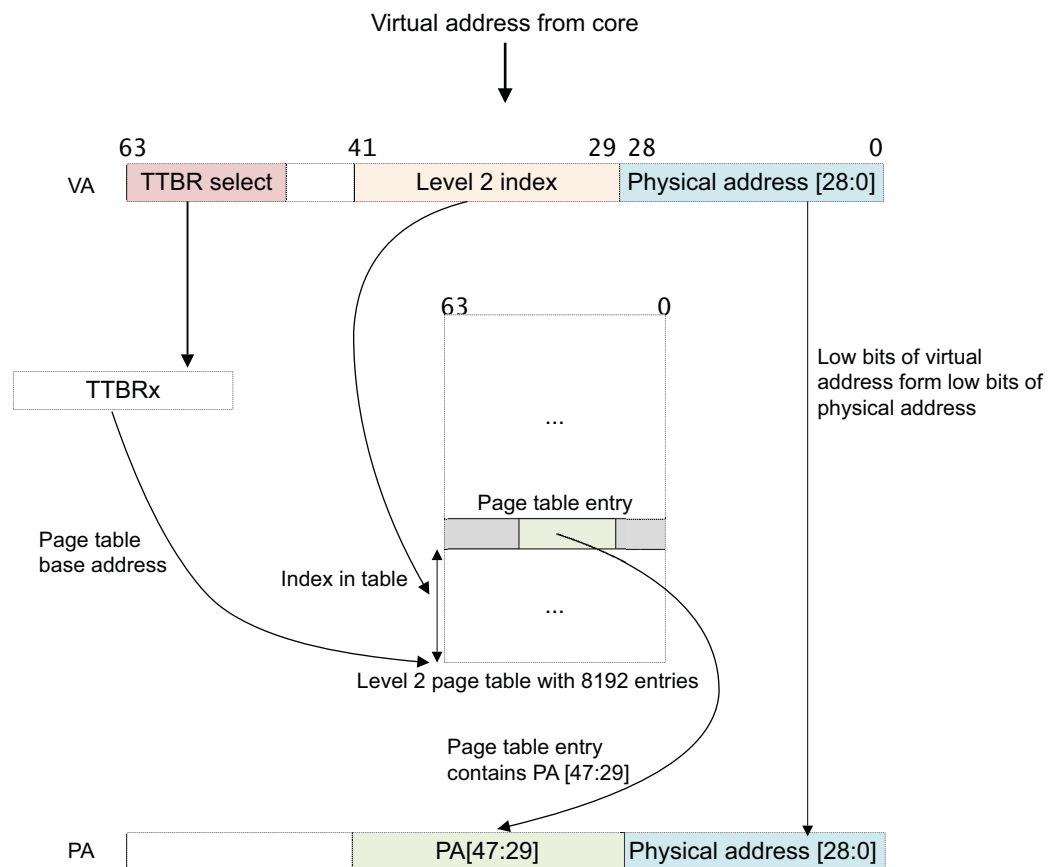 Virtual address from core
63 41 29 28 0
VA TTBR select Level 2 index Physical address [28:0]
63 0
Low bits of virtual
address form low bits of
physical address
TTBRx
...
Page table entry
Page table
base address
Index in table
...
Level 2 page table with 8192 entries
Page table entry
contains PA [47:29]
PA PA[47:29] Physical address [28:0]